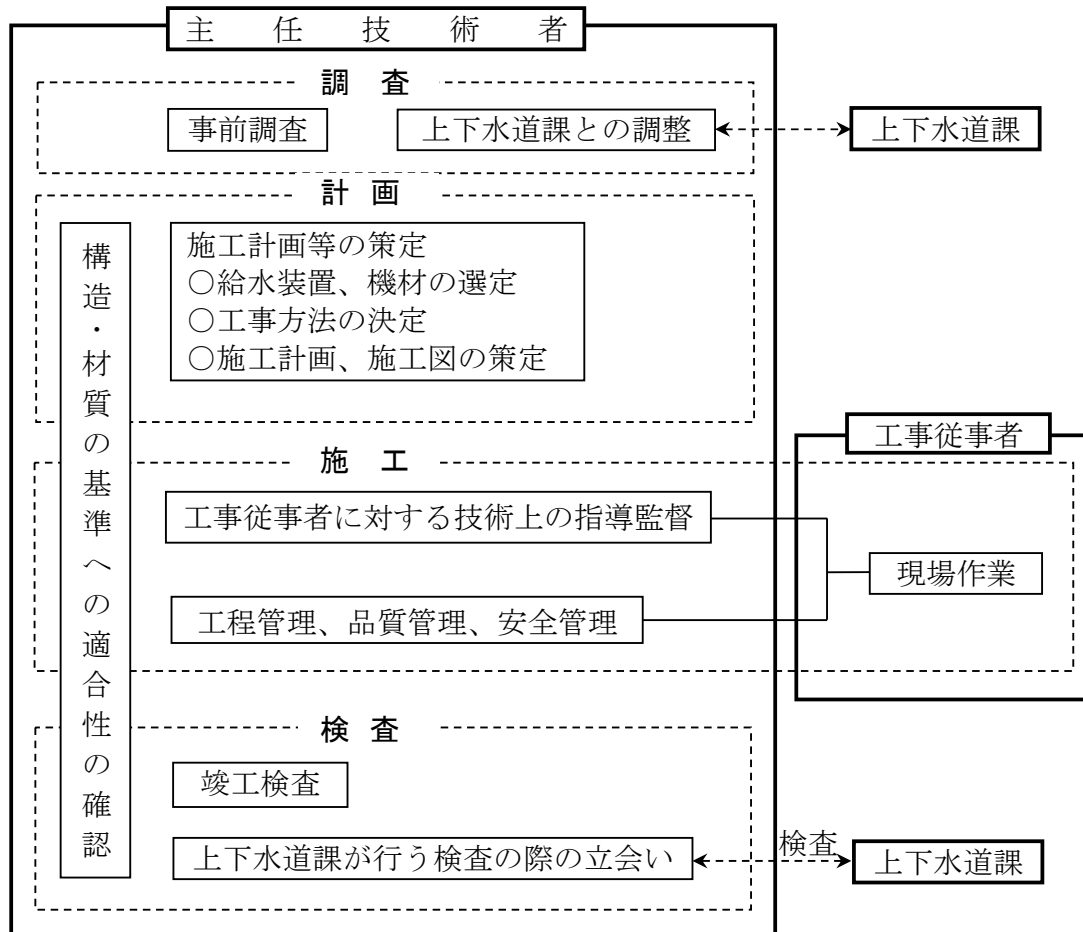 主任技術者
調査
事前調査
上下水道課との調整
上下水道課
計画
構造・材質の基準への適合性の確認
施工計画等の策定
○給水装置、機材の選定
○工事方法の決定
○施工計画、施工図の策定
工事従事者
施工
工事従事者に対する技術上の指導監督
現場作業
工程管理、品質管理、安全管理
検査
竣工検査
上下水道課が行う検査の際の立会い
検査
上下水道課